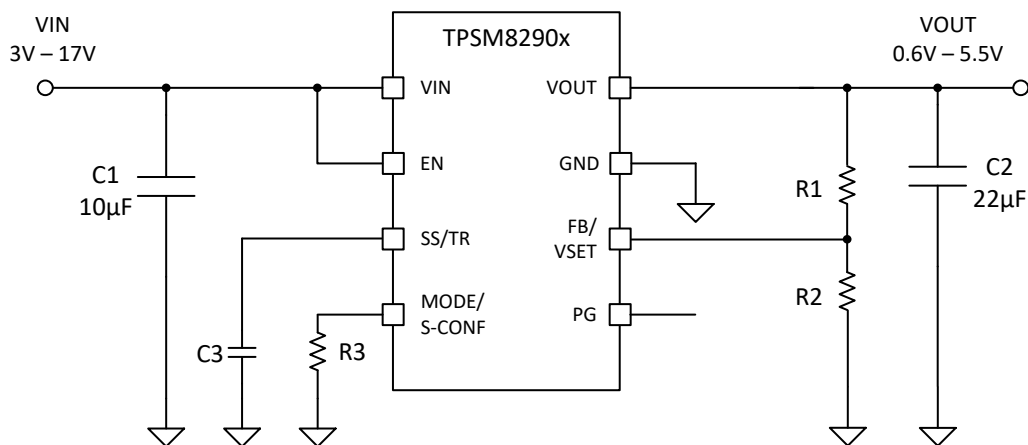 VIN
3V – 17V
TPSM8290x
VOUT
0.6V – 5.5V
VIN
VOUT
EN
GND
C1
10µF
R1
C2
22µF
SS/TR
FB/
VSET
MODE/
S-CONF
R2
PG
C3
R3